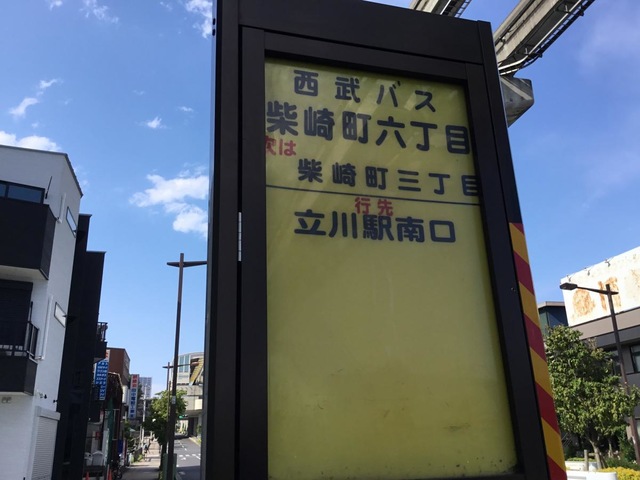 西武バス
柴崎町六丁目
次は
柴崎町三丁目
行先
立川駅南口